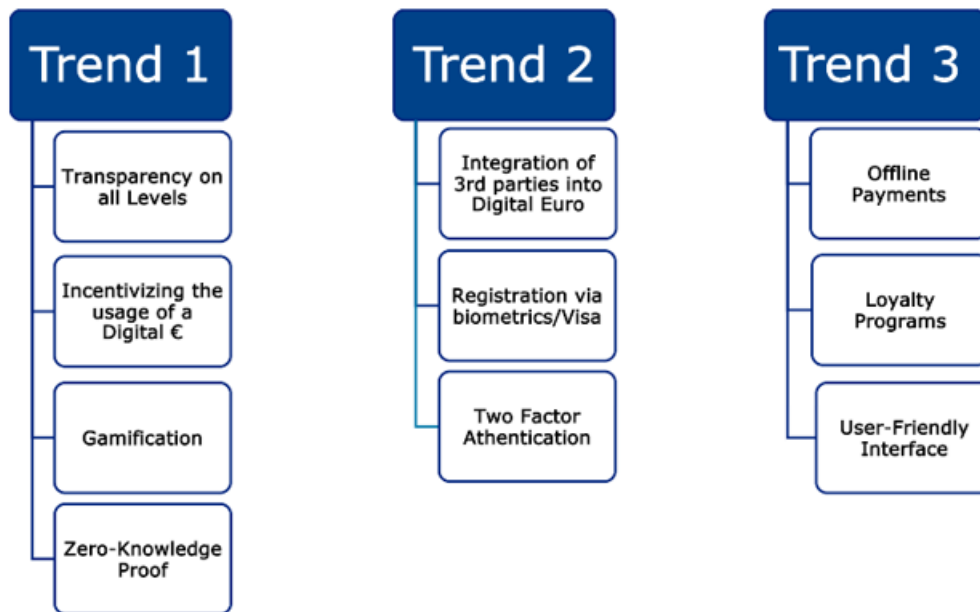 Trend 1
Transparency on
all Levels
Incentivizing the
usage of a
Digital €
Gamification
Zero-Knowledge
Proof
Trend 2
Integration of
3rd parties into
Digital Euro
Registration via
biometrics/Visa
Two Factor
Athentication
Trend 3
Offline
Payments
Loyalty
Programs
User-Friendly
Interface